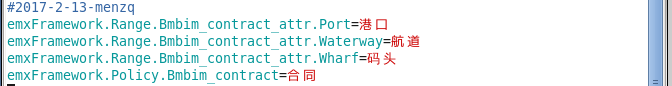 #2017-2-13-menzq
emxFramework.Range.Bmbim_contract_attr.Port=港口
emxFramework.Range.Bmbim_contract_attr.Waterway=航道
emxFramework.Range.Bmbim_contract_attr.Wharf=码头
emxFramework.Policy.Bmbim_contract=合同